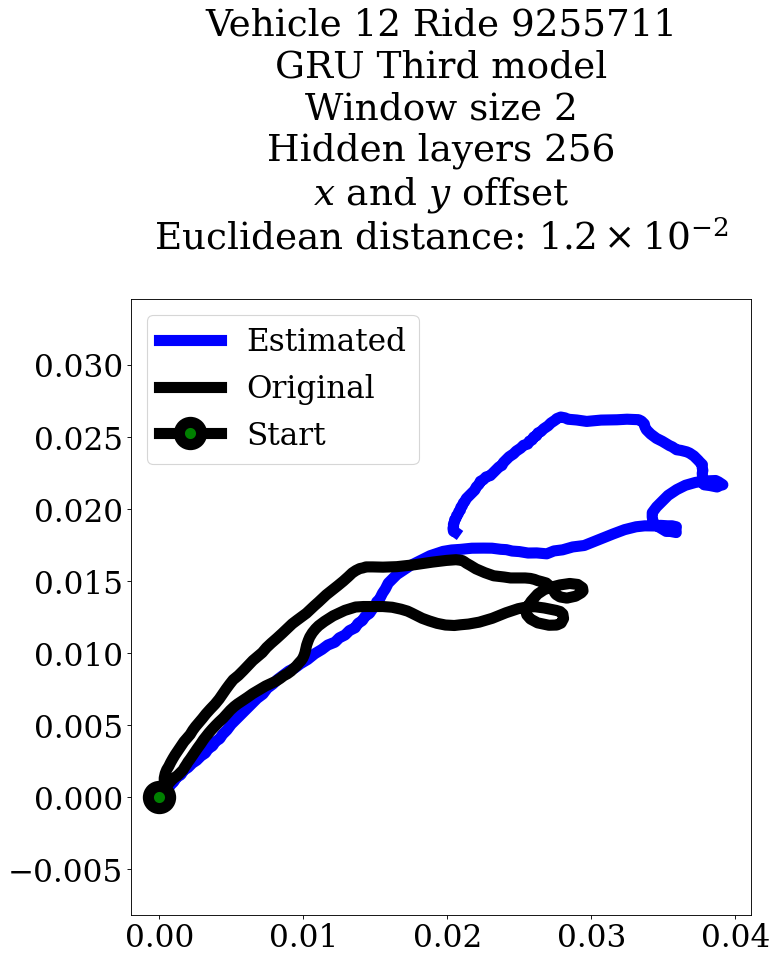 Vehicle 12 Ride 9255711
GRU Third model
Window size 2
Hidden layers 256
x and y offset
Euclidean distance: 1.2 × 10⁻²
Estimated
Original
Start
0.030
0.025
0.020
0.015
0.010
0.005
0.000
−0.005
0.00 0.01 0.02 0.03 0.04